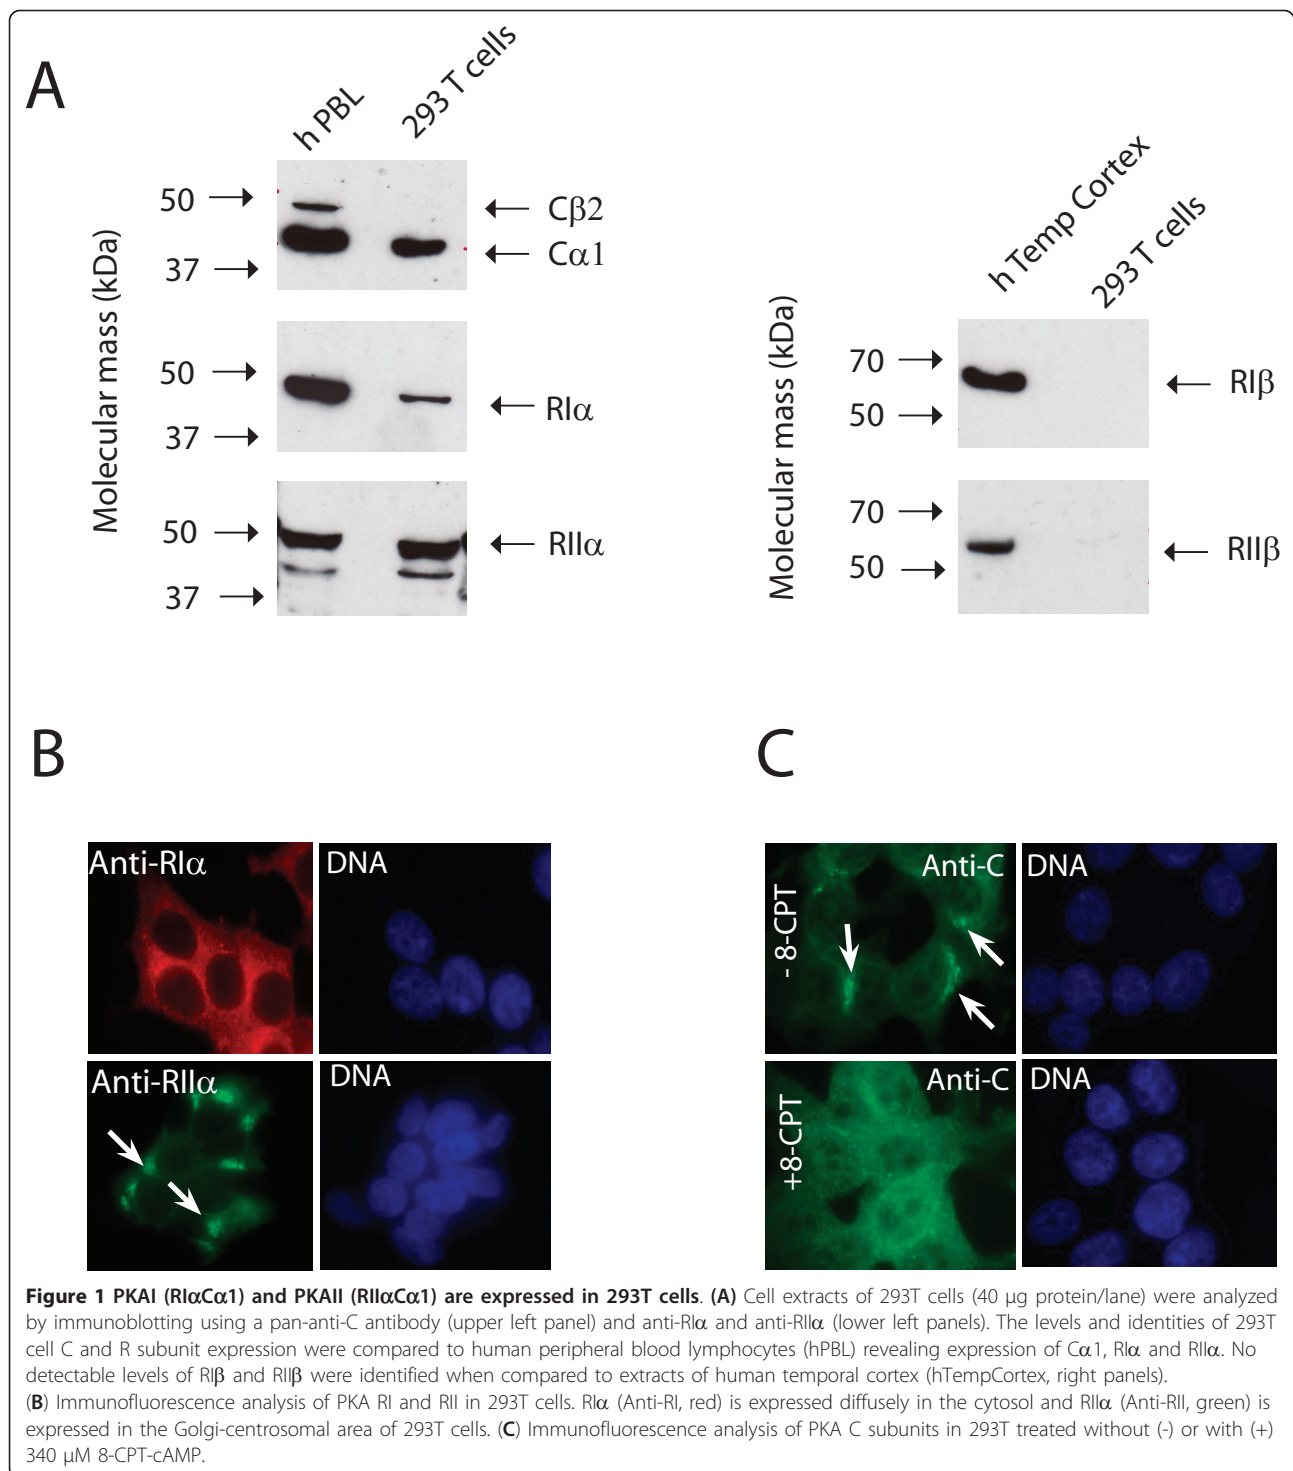 A
h PBL
293 T cells
Molecular mass (kDa)
50
37
Cβ2
Cα1
50
37
RIα
50
37
RIIα
h Temp Cortex
293 T cells
Molecular mass (kDa)
70
50
RIβ
70
50
RIIβ
B
Anti-RIα
DNA
Anti-RIIα
DNA
C
- 8-CPT
Anti-C
DNA
+8-CPT
Anti-C
DNA
Figure 1 PKAI (RIαCα1) and PKAII (RIIαCα1) are expressed in 293T cells. (A) Cell extracts of 293T cells (40 μg protein/lane) were analyzed
by immunoblotting using a pan-anti-C antibody (upper left panel) and anti-RIα and anti-RIIα (lower left panels). The levels and identities of 293T
cell C and R subunit expression were compared to human peripheral blood lymphocytes (hPBL) revealing expression of Cα1, RIα and RIIα. No
detectable levels of RIβ and RIIβ were identified when compared to extracts of human temporal cortex (hTempCortex, right panels).
(B) Immunofluorescence analysis of PKA RI and RII in 293T cells. RIα (Anti-RI, red) is expressed diffusely in the cytosol and RIIα (Anti-RII, green) is
expressed in the Golgi-centrosomal area of 293T cells. (C) Immunofluorescence analysis of PKA C subunits in 293T treated without (-) or with (+)
340 μM 8-CPT-cAMP.